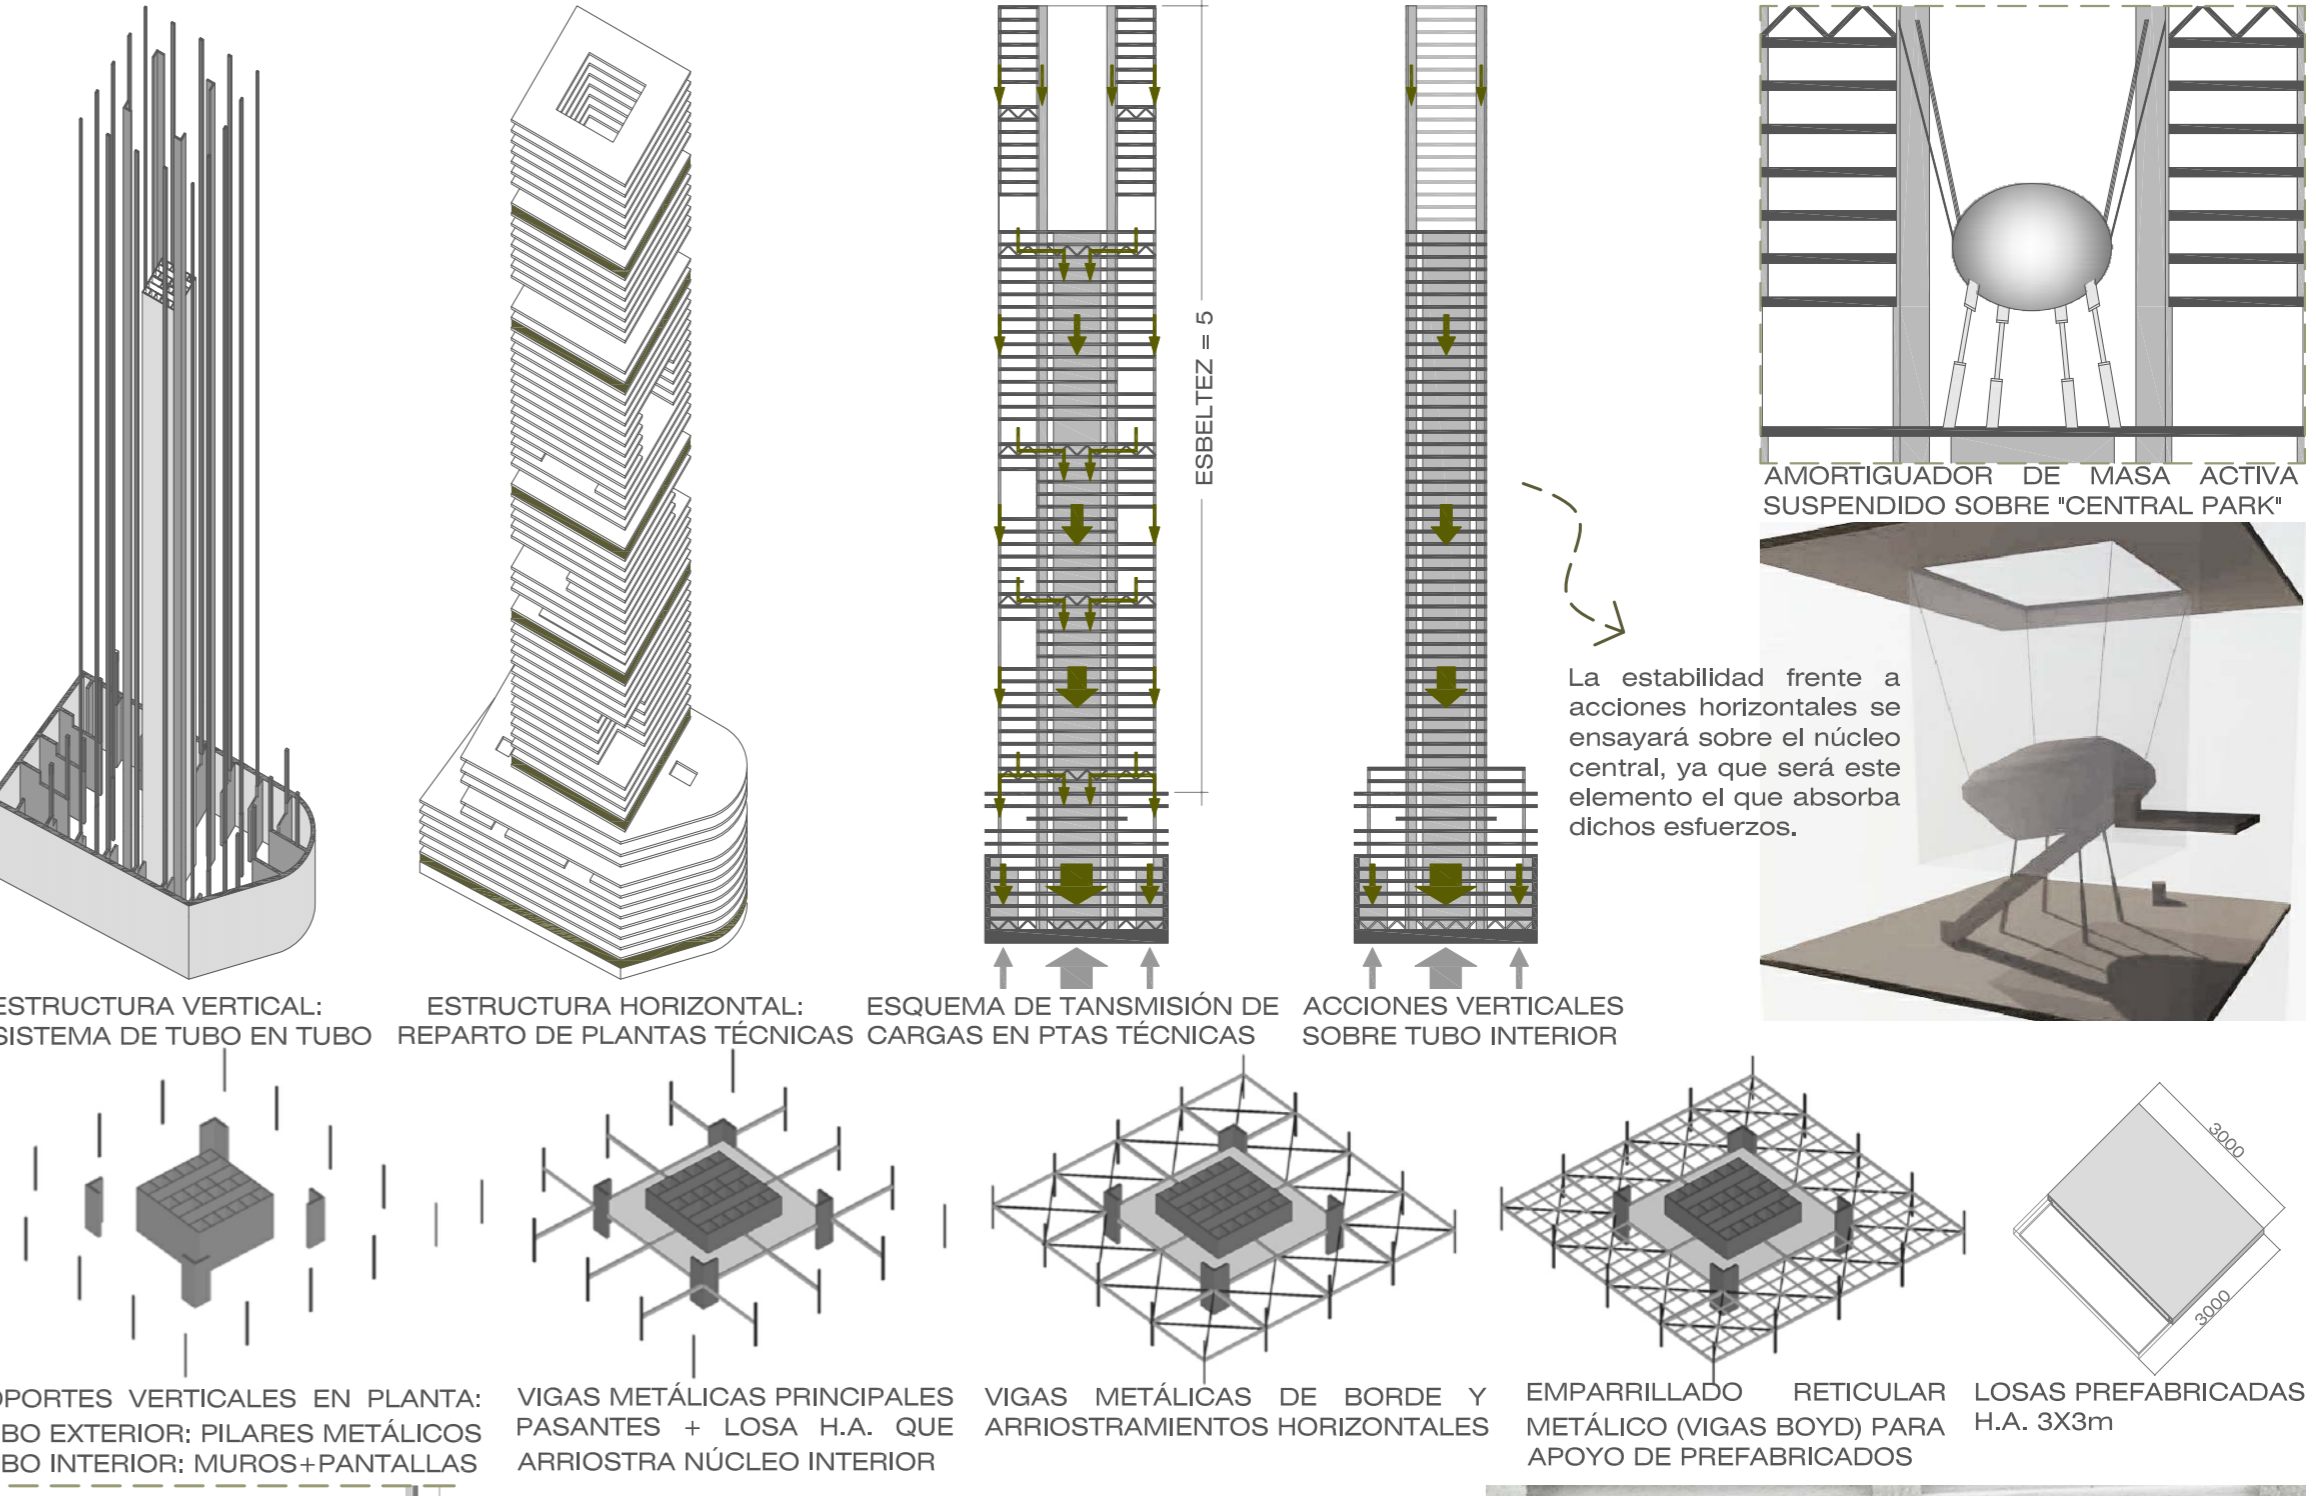 ESBELTEZ = 5
AMORTIGUADOR DE MASA ACTIVA
SUSPENDIDO SOBRE "CENTRAL PARK"
La estabilidad frente a
acciones horizontales se
ensayará sobre el núcleo
central, ya que será este
elemento el que absorba
dichos esfuerzos.
ESTRUCTURA VERTICAL:
SISTEMA DE TUBO EN TUBO
ESTRUCTURA HORIZONTAL:
REPARTO DE PLANTAS TÉCNICAS
ESQUEMA DE TANSMISIÓN DE
CARGAS EN PTAS TÉCNICAS
ACCIONES VERTICALES
SOBRE TUBO INTERIOR
OPORTES VERTICALES EN PLANTA:
BO EXTERIOR: PILARES METÁLICOS
BO INTERIOR: MUROS+PANTALLAS
VIGAS METÁLICAS PRINCIPALES
PASANTES + LOSA H.A. QUE
ARRIOSTRA NÚCLEO INTERIOR
VIGAS METÁLICAS DE BORDE Y
ARRIOSTRAMIENTOS HORIZONTALES
EMPARRILLADO RETICULAR
METÁLICO (VIGAS BOYD) PARA
APOYO DE PREFABRICADOS
3000
3000
LOSAS PREFABRICADAS
H.A. 3X3m